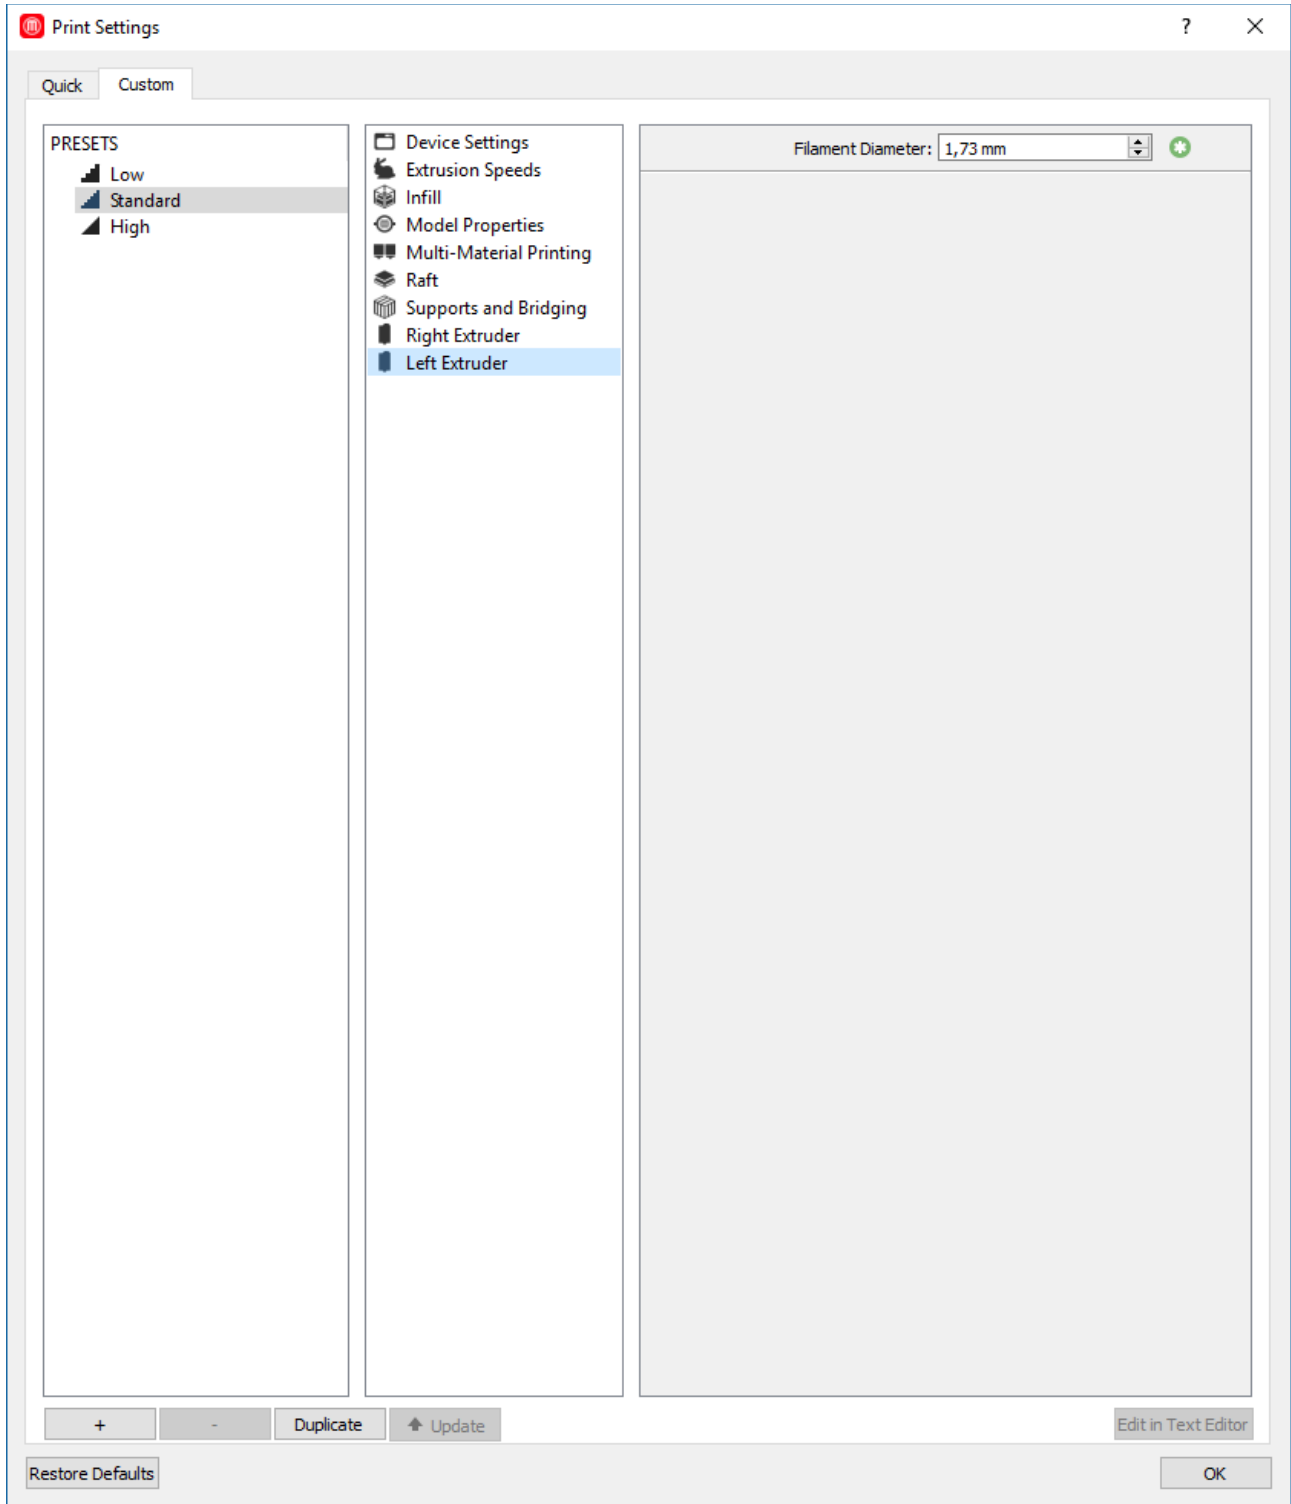 Print Settings
?
Quick
Custom
PRESETS
Low
Standard
High
Device Settings
Extrusion Speeds
Infill
Model Properties
Multi-Material Printing
Raft
Supports and Bridging
Right Extruder
Left Extruder
Filament Diameter: 1,73 mm
+
-
Duplicate
Update
Edit in Text Editor
Restore Defaults
OK